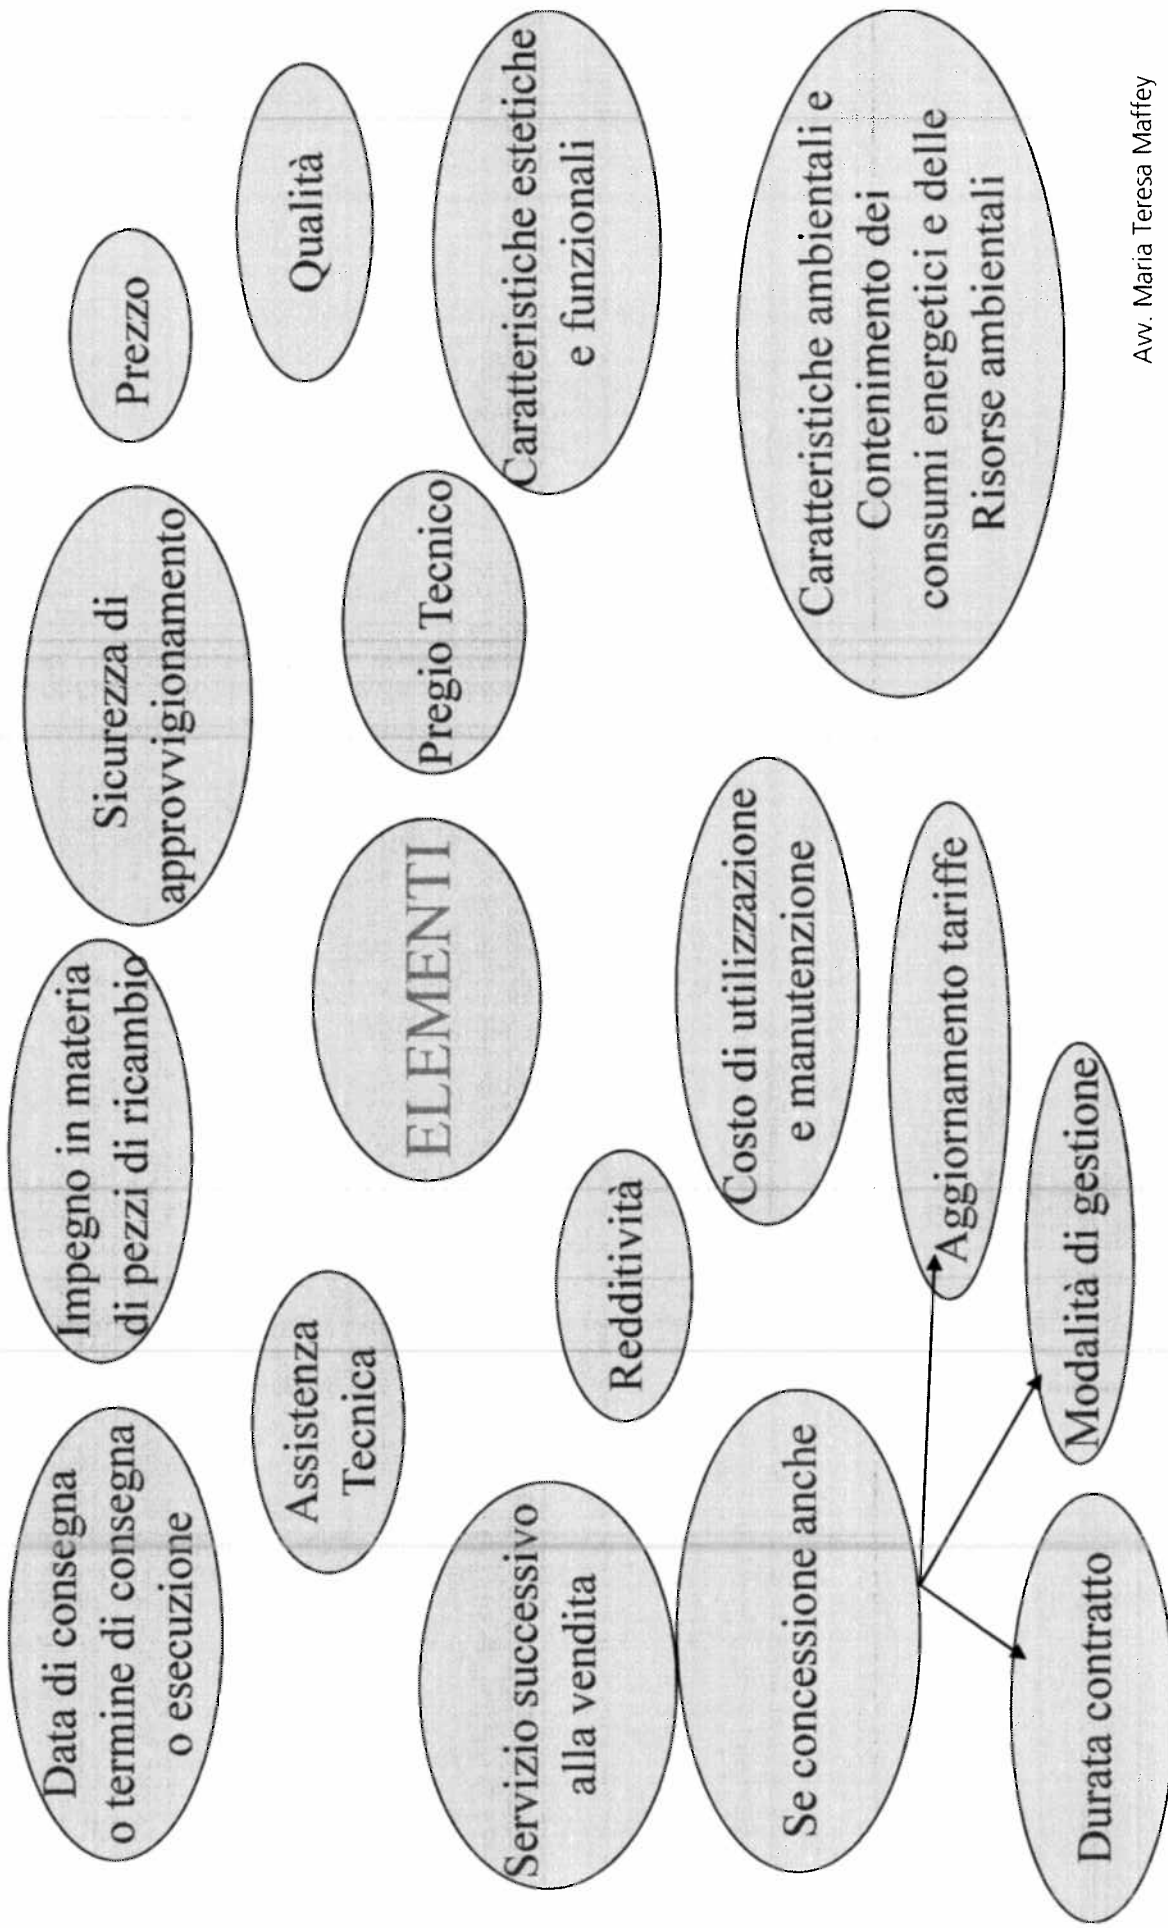 Data di consegna
o termine di consegna
o esecuzione
Impegno in materia
di pezzi di ricambio
Sicurezza di
approvvigionamento
Prezzo
Assistenza
Tecnica
ELEMENTI
Pregio Tecnico
Qualità
Servizio successivo
alla vendita
Redditività
Caratteristiche estetiche
e funzionali
Se concessione anche
Costo di utilizzazione
e manutenzione
Caratteristiche ambientali e
Contenimento dei
consumi energetici e delle
Risorse ambientali
Aggiornamento tariffe
Modalità di gestione
Durata contratto
Avv. Maria Teresa Maffey